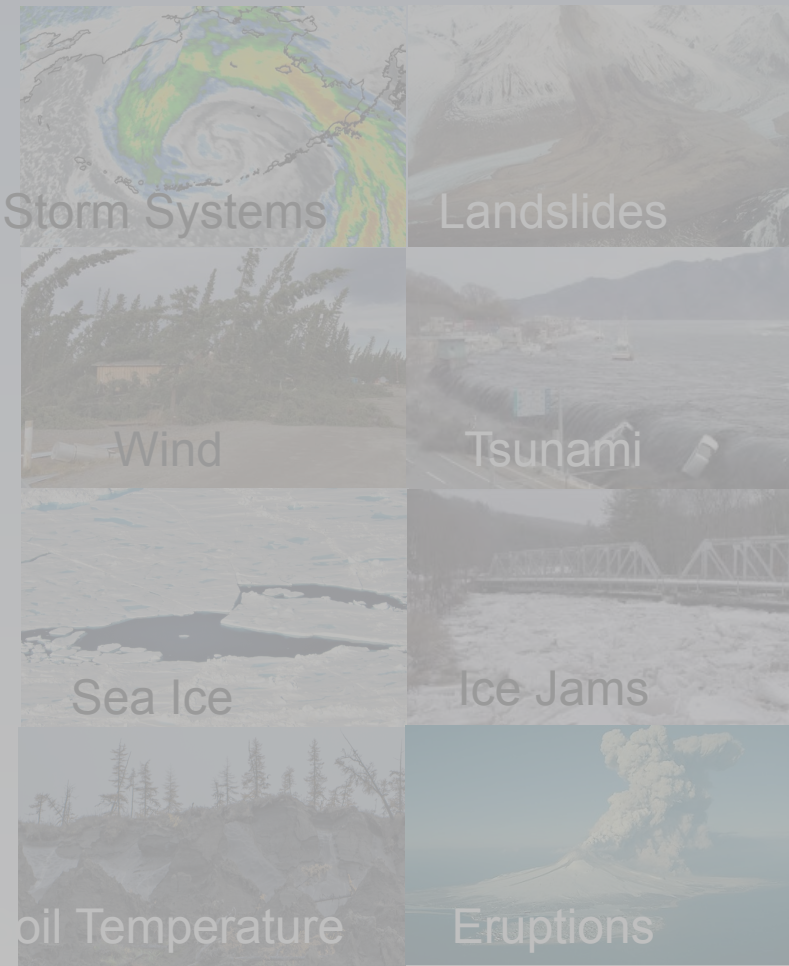 Storm Systems
Landslides
Wind
Tsunami
Sea Ice
Ice Jams
oil Temperature
Eruptions